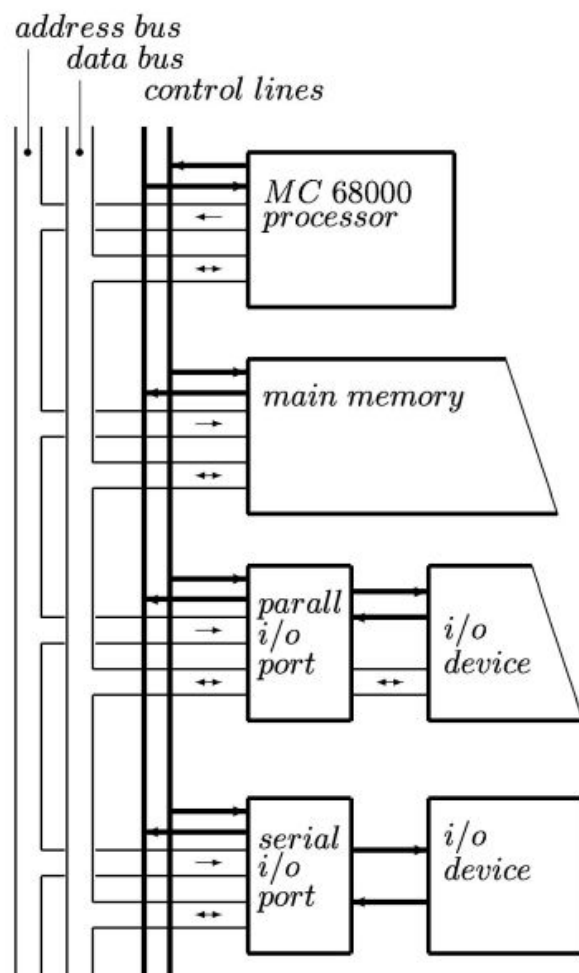 address bus
data bus
control lines
MC 68000
processor
main memory
parall
i/o
port
i/o
device
serial
i/o
port
i/o
device